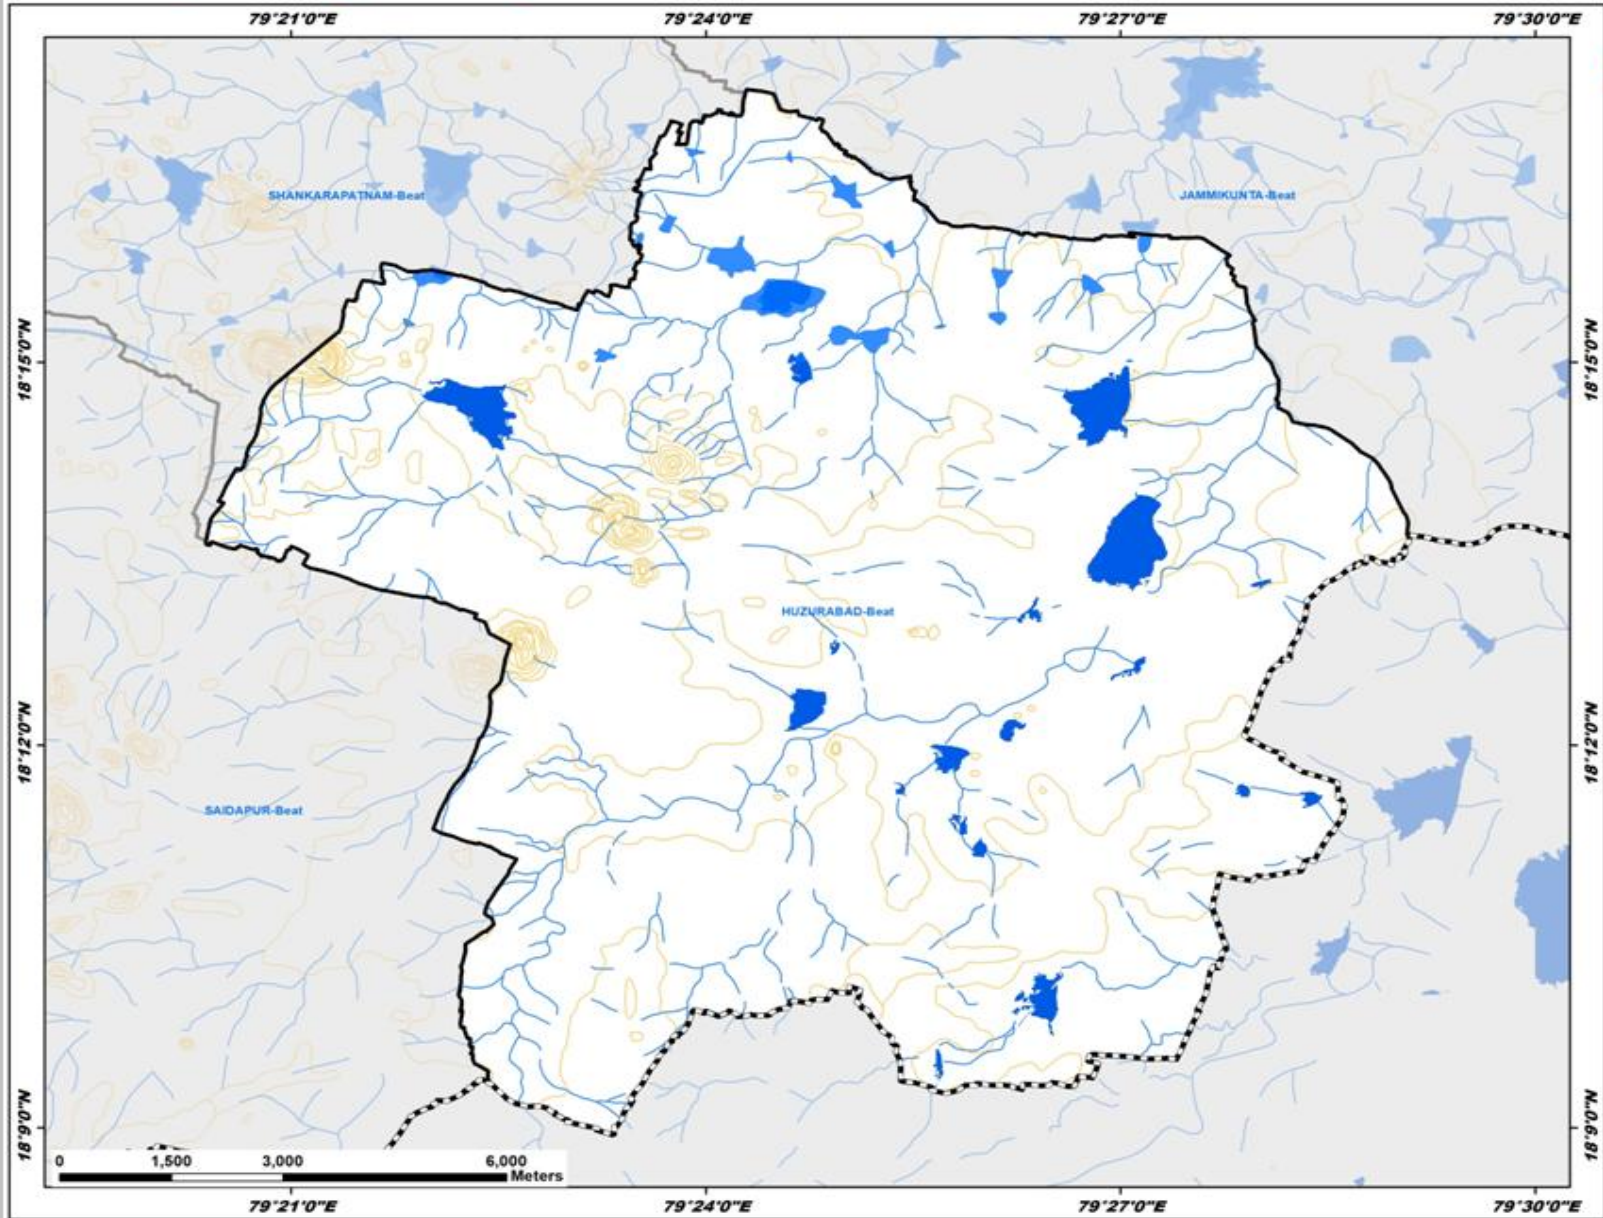 79°21'0"E 79°24'0"E 79°27'0"E 79°30'0"E
SHANKARAPATNAM-Beat JAMMIKUNTA-Beat
18°15'0"N 18°15'0"N
HUZURABAD-Beat
18°12'0"N 18°12'0"N
SAIDAPUR-Beat
18°9'0"N 18°9'0"N
0 1,500 3,000 6,000
Meters
79°21'0"E 79°24'0"E 79°27'0"E 79°30'0"E